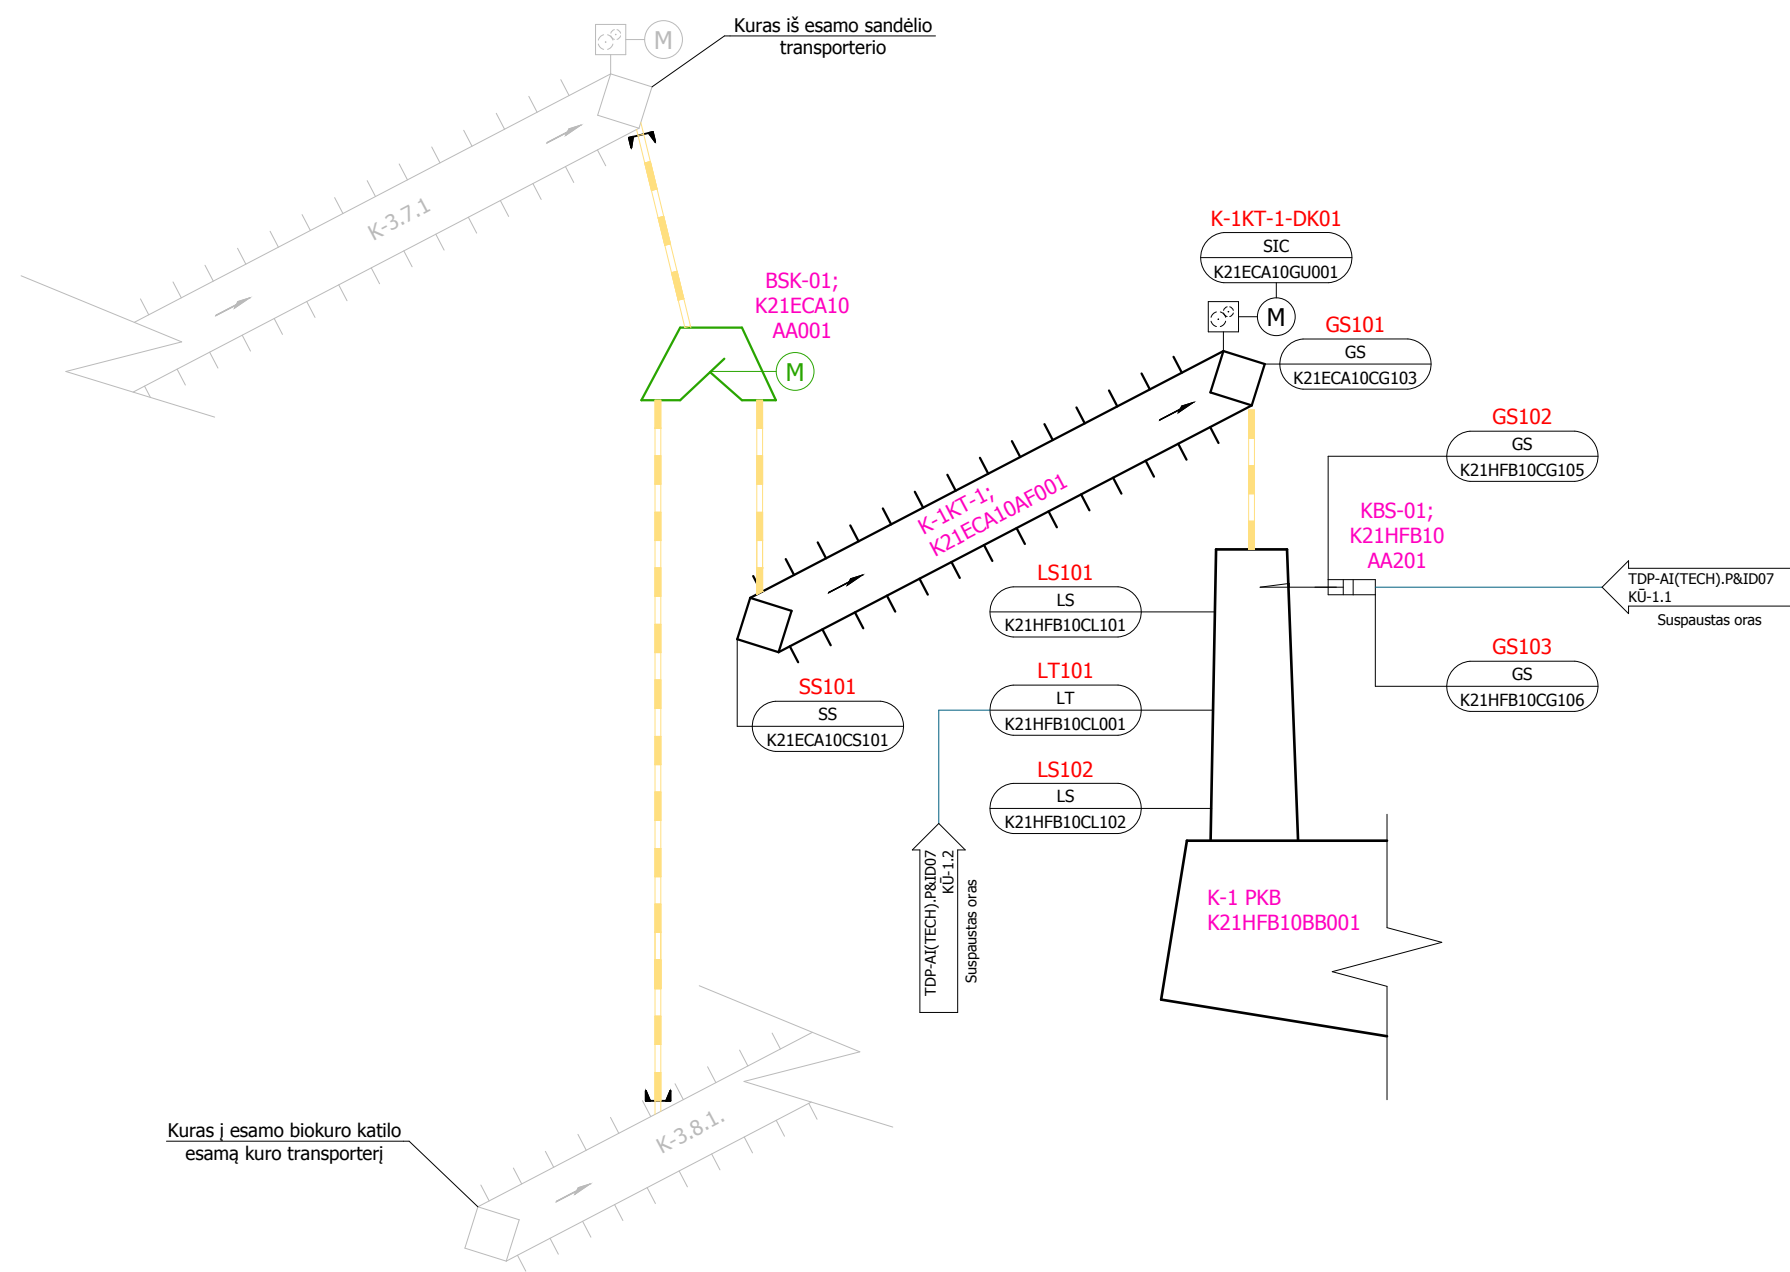 Kuras iš esamo sandėlio
transporterio
M
K-3.7.1
K-1KT-1-DK01
SIC
K21ECA10GU001
M
BSK-01;
K21ECA10
AA001
M
GS101
GS
K21ECA10CG103
GS102
GS
K21HFB10CG105
K-1KT-1;
K21ECA10AF001
KBS-01;
K21HFB10
AA201
TDP-AI(TECH).P&ID07
KŪ-1.1
Suspaustas oras
LS101
LS
K21HFB10CL101
GS103
GS
K21HFB10CG106
SS101
SS
K21ECA10CS101
LT101
LT
K21HFB10CL001
LS102
LS
K21HFB10CL102
TDP-AI(TECH).P&ID07
KŪ-1.2
Suspaustas oras
K-1 PKB
K21HFB10BB001
Kuras į esamo biokuro katilo
esamą kuro transporterį
K-3.8.1.